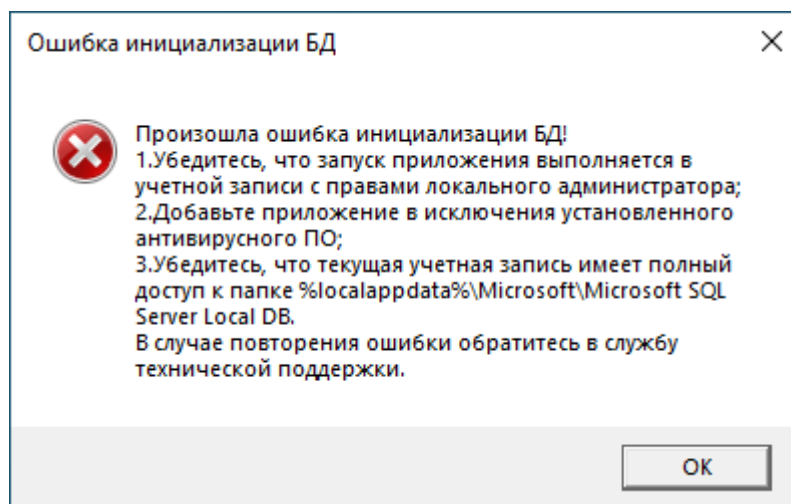 Ошибка инициализации БД
Произошла ошибка инициализации БД!
1.Убедитесь, что запуск приложения выполняется в
учетной записи с правами локального администратора;
2.Добавьте приложение в исключения установленного
антивирусного ПО;
3.Убедитесь, что текущая учетная запись имеет полный
доступ к папке %localappdata%\Microsoft\Microsoft SQL
Server Local DB.
В случае повторения ошибки обратитесь в службу
технической поддержки.
ОК